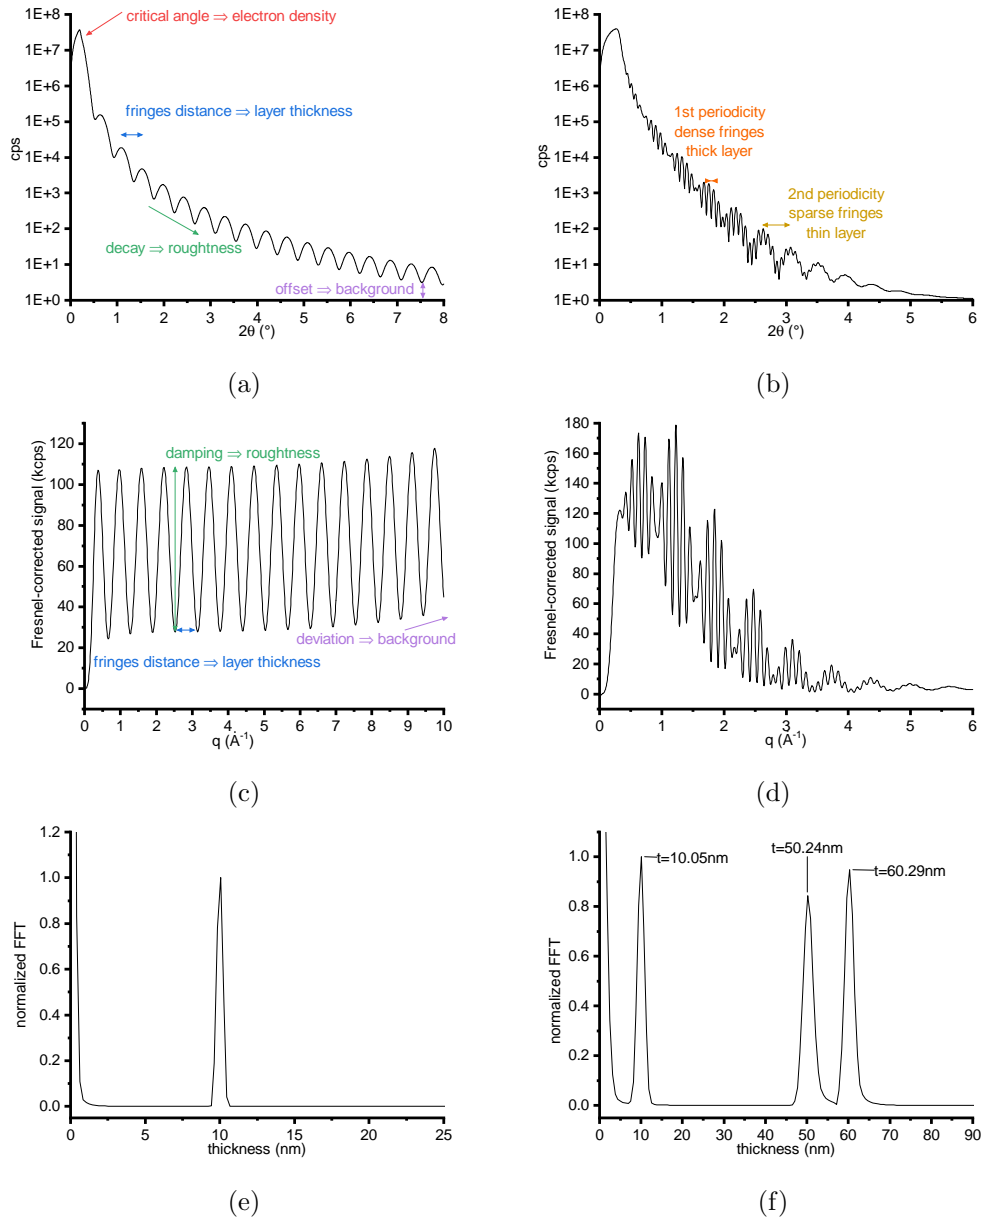 1E+8
1E+7
1E+5
1E+4
1E+3
1E+2
1E+1
1E+0
cps
critical angle ⇒ electron density
fringes distance ⇒ layer thickness
decay ⇒ roughtness
offset ⇒ background
0 1 2 3 4 5 6 7 8
2θ (°)
(a)
1E+8
1E+7
1E+5
1E+4
1E+3
1E+2
1E+1
1E+0
cps
1st periodicity
dense fringes
thick layer
2nd periodicity
sparse fringes
thin layer
0 1 2 3 4 5 6
2θ (°)
(b)
120
100
80
60
40
20
0
Fresnel-corrected signal (kcps)
damping ⇒ roughtness
deviation ⇒ background
fringes distance ⇒ layer thickness
0 1 2 3 4 5 6 7 8 9 10
q (Å⁻¹)
(c)
180
160
140
120
100
80
60
40
20
0
Fresnel-corrected signal (kcps)
0 1 2 3 4 5 6
q (Å⁻¹)
(d)
1.2
1.0
0.8
0.6
0.4
0.2
0.0
normalized FFT
0 5 10 15 20 25
thickness (nm)
(e)
1.0
0.8
0.6
0.4
0.2
0.0
normalized FFT
t=10.05nm
t=50.24nm
t=60.29nm
0 10 20 30 40 50 60 70 80 90
thickness (nm)
(f)